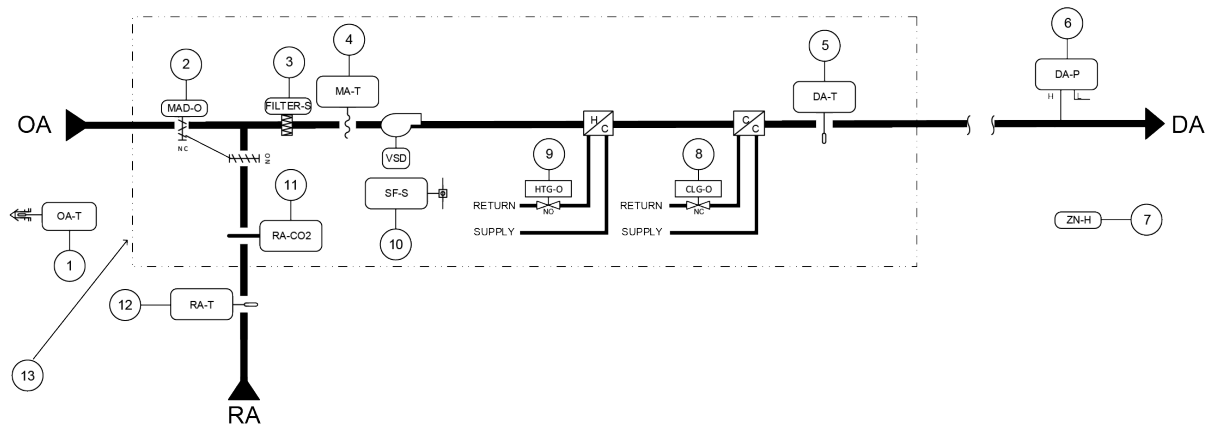 6
4
5
DA-P
2
3
MA-T
DA-T
H
L
MAD-O
FILTER-S
OA
H
C
C
C
DA
NC
NO
VSD
9
8
11
SF-S
HTG-O
CLG-O
OA-T
RETURN
NO
RETURN
NC
ZN-H
7
RA-CO2
SUPPLY
SUPPLY
10
1
12
RA-T
13
RA